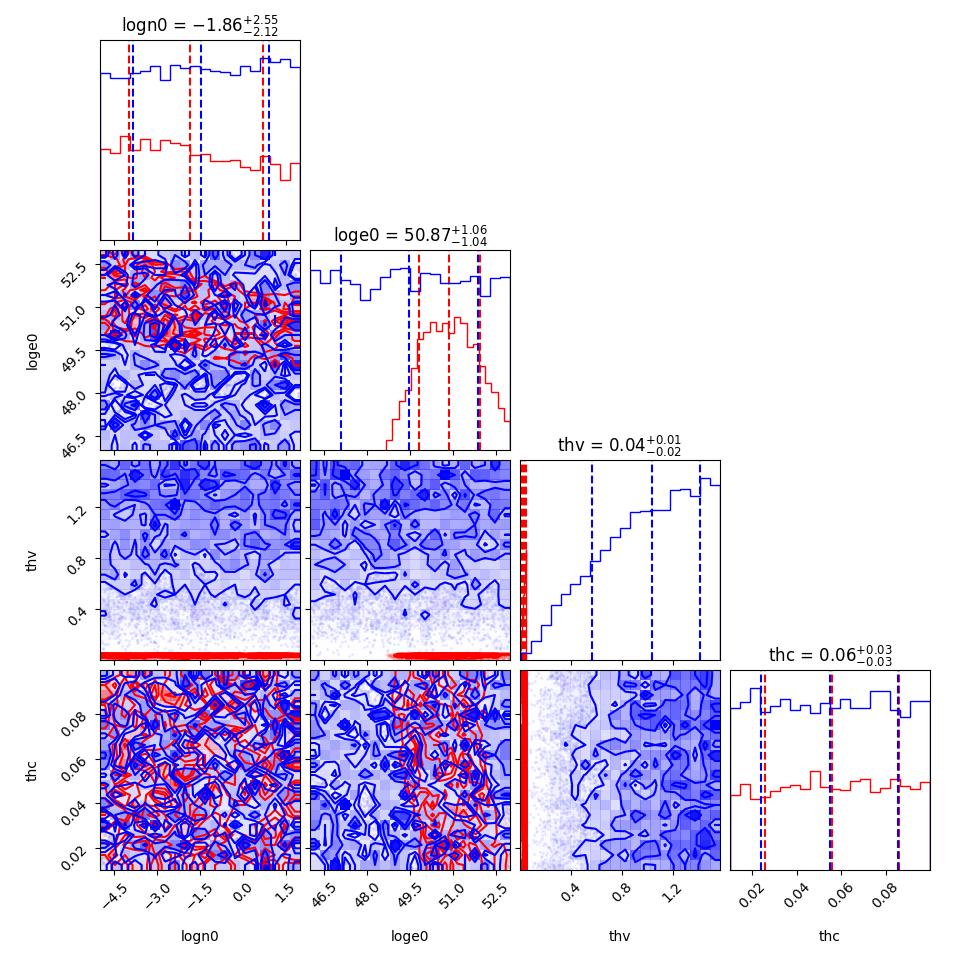 logn0 = −1.86+2.55−2.12
loge0 = 50.87+1.06−1.04
52.5
51.0
49.5
48.0
46.5
loge0
thv = 0.04+0.01−0.02
1.2
0.8
0.4
thv
thc = 0.06+0.03−0.03
0.08
0.06
0.04
0.02
thc
−4.5 −3.0 −1.5 0.0 1.5 46.5 48.0 49.5 51.0 52.5 0.4 0.8 1.2 0.02 0.04 0.06 0.08
logn0 loge0 thv thc